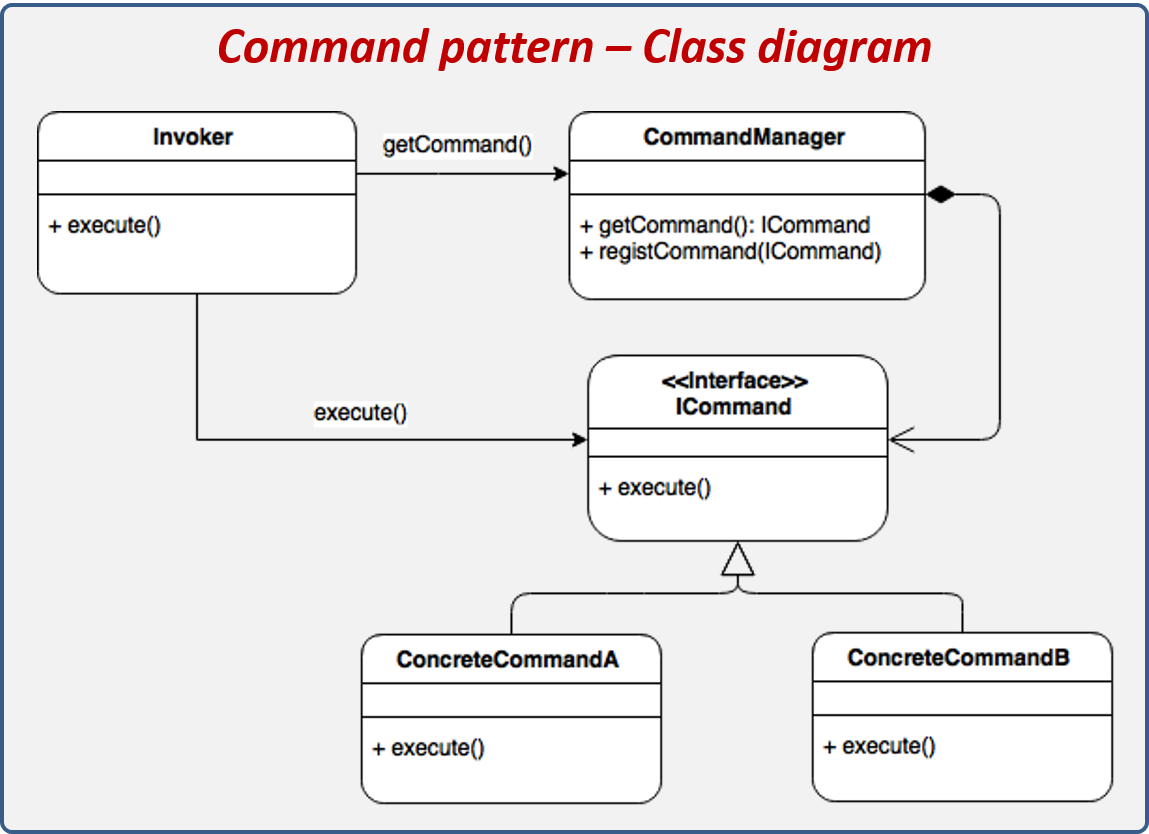 Command pattern – Class diagram
Invoker
+ execute()
getCommand()
CommandManager
+ getCommand(): ICommand
+ registCommand(ICommand)
execute()
<<Interface>>
ICommand
+ execute()
ConcreteCommandA
+ execute()
ConcreteCommandB
+ execute()